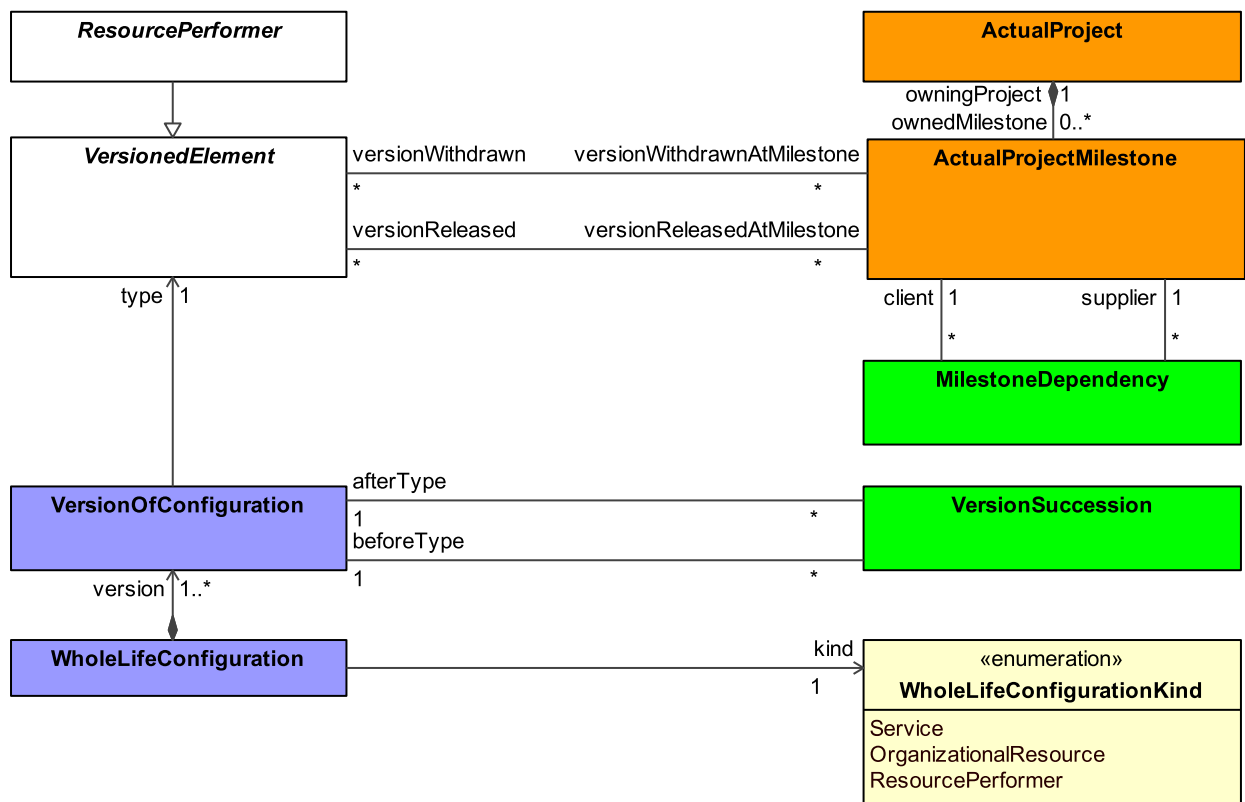 ResourcePerformer
ActualProject
owningProject 1
ownedMilestone 0..*
VersionedElement
versionWithdrawn versionWithdrawnAtMilestone
ActualProjectMilestone
* *
versionReleased versionReleasedAtMilestone
* *
type 1
client 1 supplier 1
* *
MilestoneDependency
afterType
VersionOfConfiguration
VersionSuccession
1 *
beforeType
1 *
version 1..*
kind
WholeLifeConfiguration
1
«enumeration»
WholeLifeConfigurationKind
Service
OrganizationalResource
ResourcePerformer